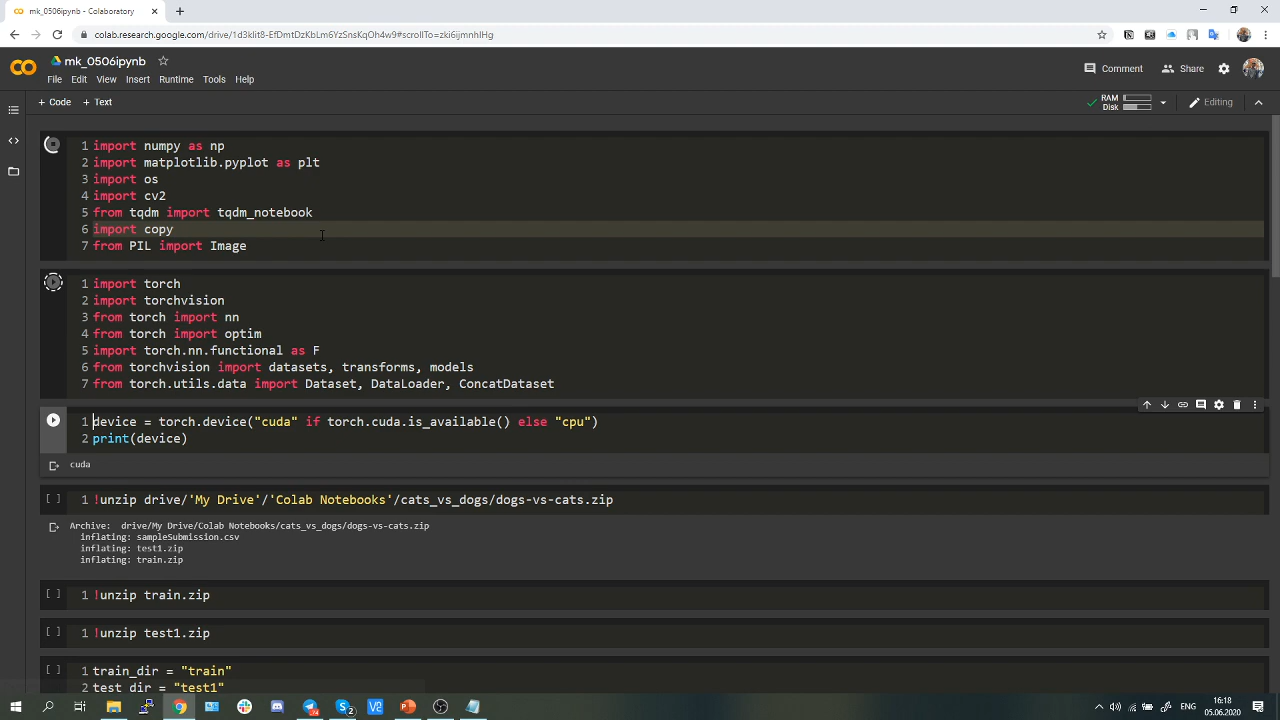 mk_0506ipynb - Colaboratory
colab.research.google.com/drive/1d3klit8-EfDmtDzKbLm6YzSnsKqOh4w9#scrollTo=zki6ijmnhIHg
mk_0506ipynb
File Edit View Insert Runtime Tools Help
Comment Share
+ Code + Text
RAM
Disk
Editing
1 import numpy as np
2 import matplotlib.pyplot as plt
3 import os
4 import cv2
5 from tqdm import tqdm_notebook
6 import copy
7 from PIL import Image
1 import torch
2 import torchvision
3 from torch import nn
4 from torch import optim
5 import torch.nn.functional as F
6 from torchvision import datasets, transforms, models
7 from torch.utils.data import Dataset, DataLoader, ConcatDataset
1 device = torch.device("cuda" if torch.cuda.is_available() else "cpu")
2 print(device)
cuda
[ ] 1 !unzip drive/'My Drive'/'Colab Notebooks'/cats_vs_dogs/dogs-vs-cats.zip
Archive:  drive/My Drive/Colab Notebooks/cats_vs_dogs/dogs-vs-cats.zip
inflating: sampleSubmission.csv
inflating: test1.zip
inflating: train.zip
[ ] 1 !unzip train.zip
[ ] 1 !unzip test1.zip
[ ] 1 train_dir = "train"
2 test_dir = "test1"
ENG
16:18
05.06.2020